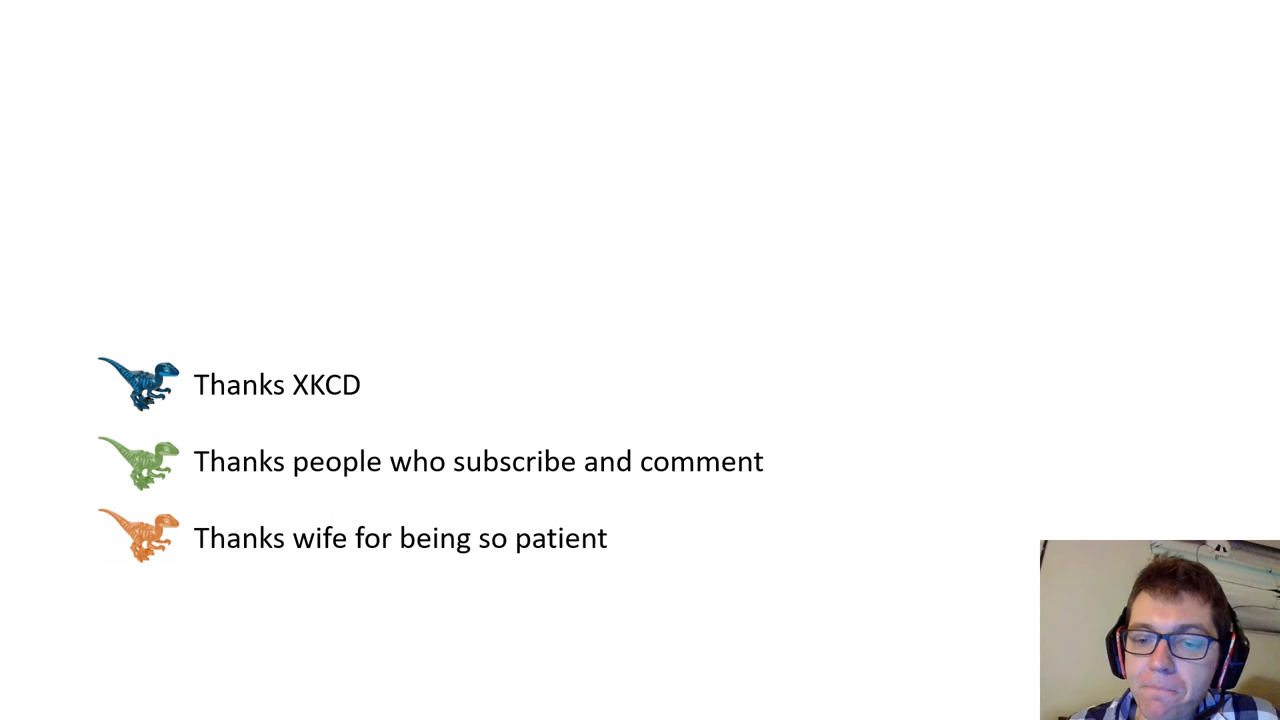 Thanks XKCD
Thanks people who subscribe and comment
Thanks wife for being so patient